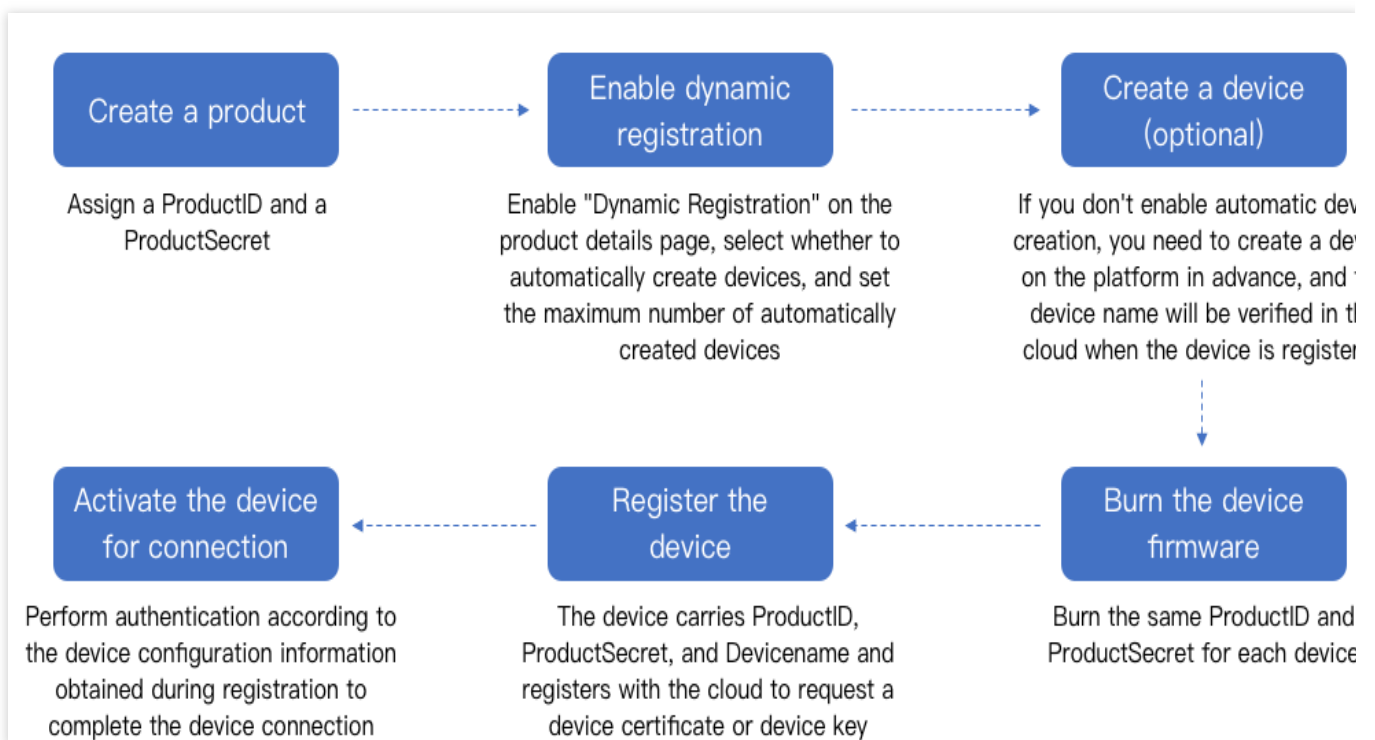 Create a product
Enable dynamic
registration
Create a device
(optional)
Assign a ProductID and a
ProductSecret
Enable "Dynamic Registration" on the
product details page, select whether to
automatically create devices, and set
the maximum number of automatically
created devices
If you don't enable automatic
creation, you need to create a
on the platform in advance, and
device name will be verified in
cloud when the device is
Activate the device
for connection
Register the
device
Burn the device
firmware
Perform authentication according to
the device configuration information
obtained during registration to
complete the device connection
The device carries ProductID,
ProductSecret, and Devicename and
registers with the cloud to request a
device certificate or device key
Burn the same ProductID and
ProductSecret for each device